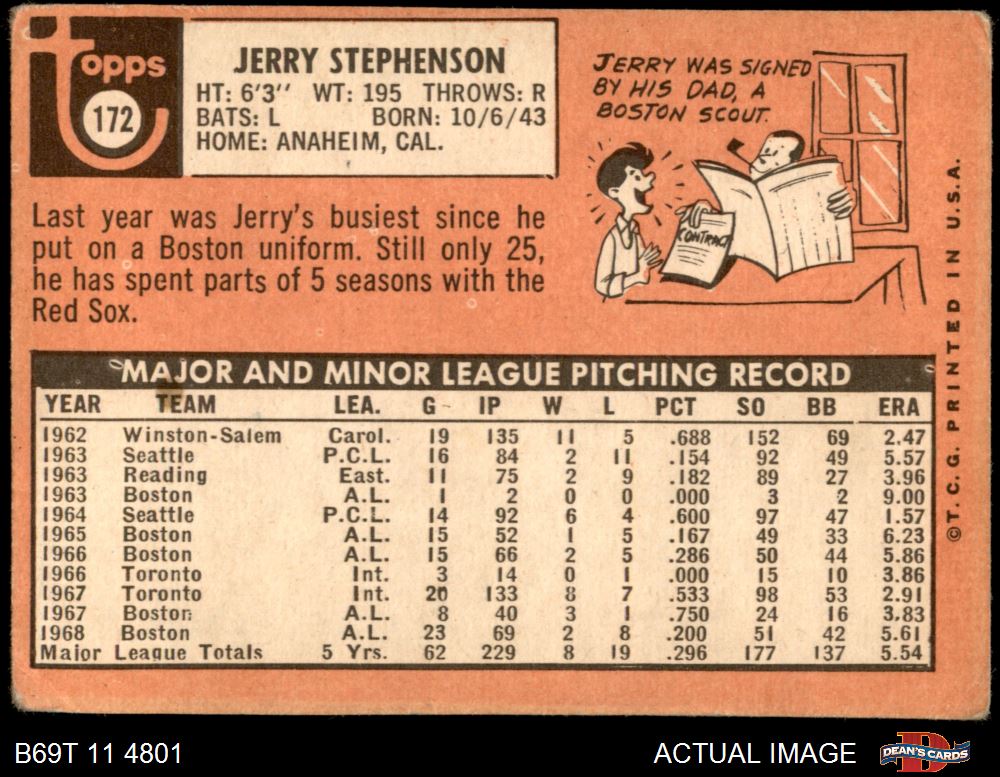 Topps
172
JERRY STEPHENSON
HT: 6'3" WT: 195 THROWS: R
BATS: L BORN: 10/6/43
HOME: ANAHEIM, CAL.
JERRY WAS SIGNED
BY HIS DAD, A
BOSTON SCOUT.
CONTRACT
Last year was Jerry's busiest since he
put on a Boston uniform. Still only 25,
he has spent parts of 5 seasons with the
Red Sox.
MAJOR AND MINOR LEAGUE PITCHING RECORD
YEAR TEAM LEA. G IP W L PCT SO BB ERA
1962 Winston-Salem Carol. 19 135 11 5 .688 152 69 2.47
1963 Seattle P.C.L. 16 84 2 11 .154 92 49 5.57
1963 Reading East. 11 75 2 9 .182 89 27 3.96
1963 Boston A.L. 1 2 0 0 .000 3 2 9.00
1964 Seattle P.C.L. 14 92 6 4 .600 97 47 1.57
1965 Boston A.L. 15 52 1 5 .167 49 33 6.23
1966 Boston A.L. 15 66 2 5 .286 50 44 5.86
1966 Toronto Int. 3 14 0 1 .000 15 10 3.86
1967 Toronto Int. 20 133 8 7 .533 98 53 2.91
1967 Boston A.L. 8 40 3 1 .750 24 16 3.83
1968 Boston A.L. 23 69 2 8 .200 51 42 5.61
Major League Totals 5 Yrs. 62 229 8 19 .296 177 137 5.54
©T.C.G. PRINTED IN U.S.A.
B69T 11 4801
ACTUAL IMAGE
DEAN'S CARDS